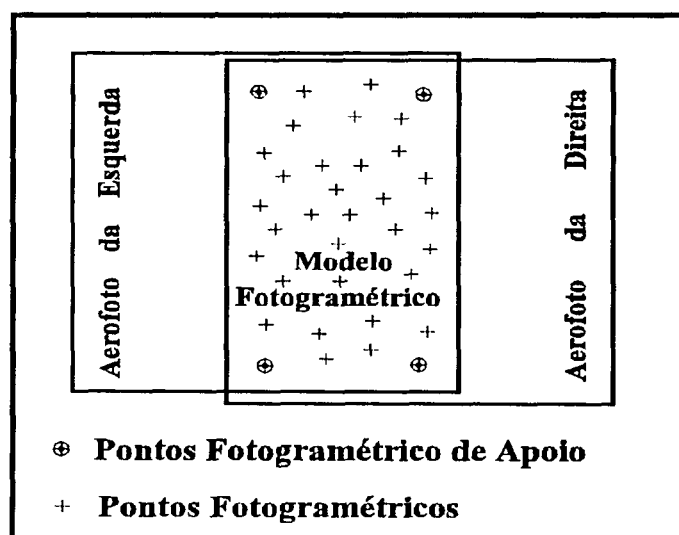 Aerofoto da Esquerda
Modelo
Fotogramétrico
Aerofoto da Direita
Pontos Fotogramétrico de Apoio
Pontos Fotogramétricos